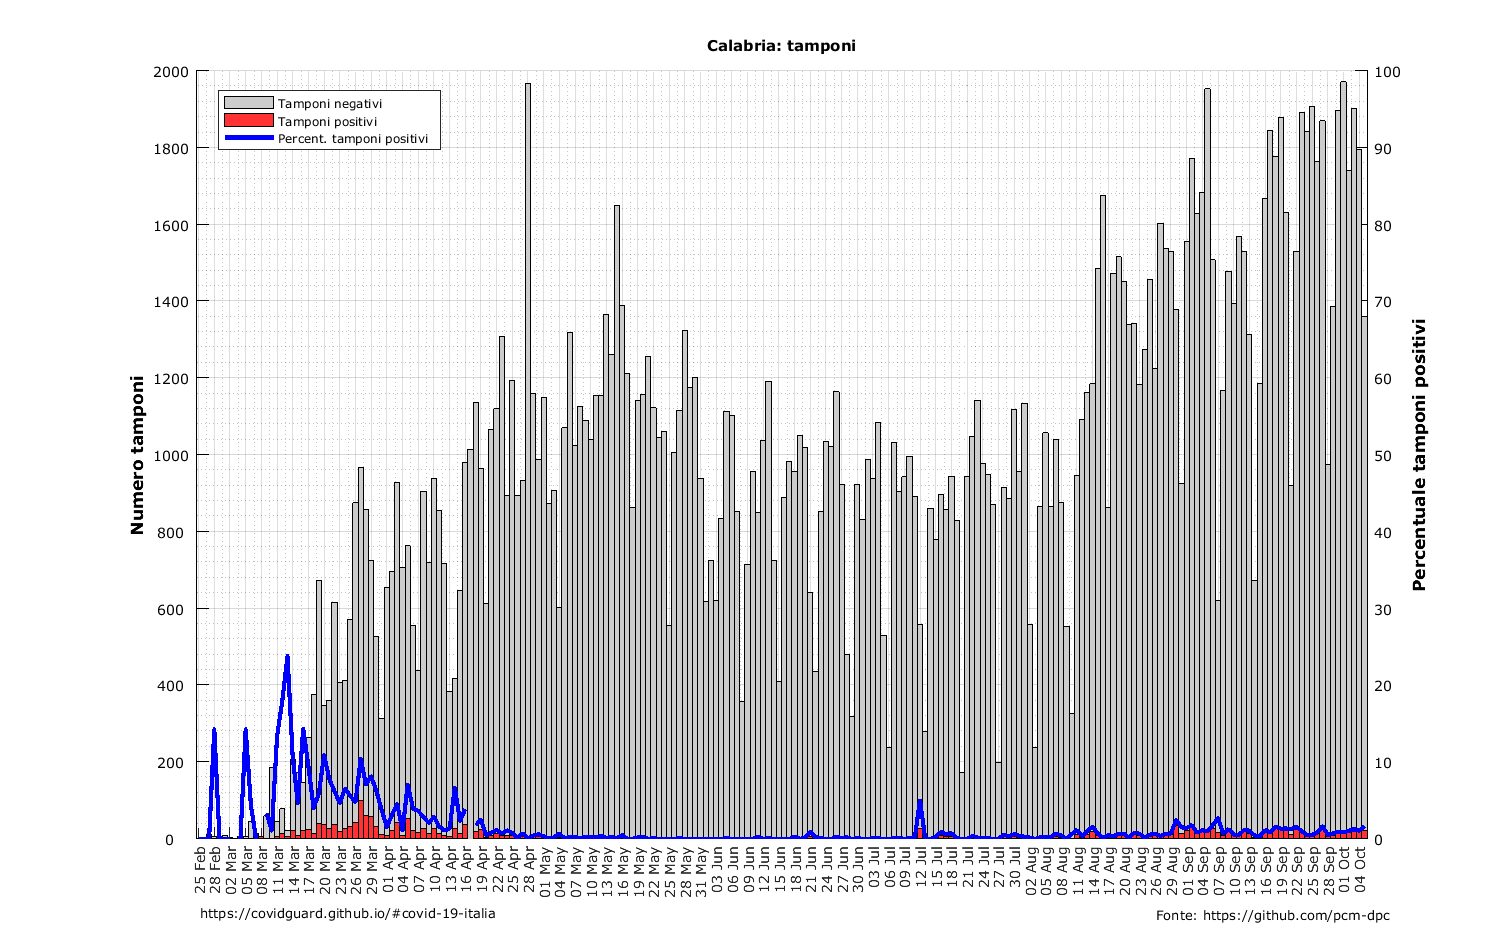 Calabria: tamponi
Tamponi negativi
Tamponi positivi
Percent. tamponi positivi
Numero tamponi
2000
1800
1600
1400
1200
1000
800
600
400
200
0
Percentuale tamponi positivi
100
90
80
70
60
50
40
30
20
10
0
25 Feb
28 Feb
02 Mar
05 Mar
08 Mar
11 Mar
14 Mar
17 Mar
20 Mar
23 Mar
26 Mar
29 Mar
01 Apr
04 Apr
07 Apr
10 Apr
13 Apr
16 Apr
19 Apr
22 Apr
25 Apr
28 Apr
01 May
04 May
07 May
10 May
13 May
16 May
19 May
22 May
25 May
28 May
31 May
03 Jun
06 Jun
09 Jun
12 Jun
15 Jun
18 Jun
21 Jun
24 Jun
27 Jun
30 Jun
03 Jul
06 Jul
09 Jul
12 Jul
15 Jul
18 Jul
21 Jul
24 Jul
27 Jul
30 Jul
02 Aug
05 Aug
08 Aug
11 Aug
14 Aug
17 Aug
20 Aug
23 Aug
26 Aug
29 Aug
01 Sep
04 Sep
07 Sep
10 Sep
13 Sep
16 Sep
19 Sep
22 Sep
25 Sep
28 Sep
01 Oct
04 Oct
https://covidguard.github.io/#covid-19-italia
Fonte: https://github.com/pcm-dpc